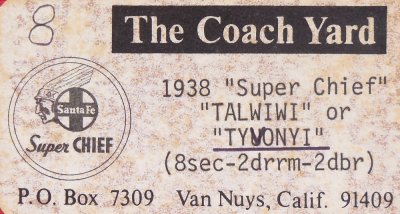 8
The Coach Yard
1938 "Super Chief"
"TALWIWI" or
"TYVONYI"
(8sec-2drrm-2dbr)
Santa Fe
Super CHIEF
P.O. Box 7309 Van Nuys, Calif. 91409